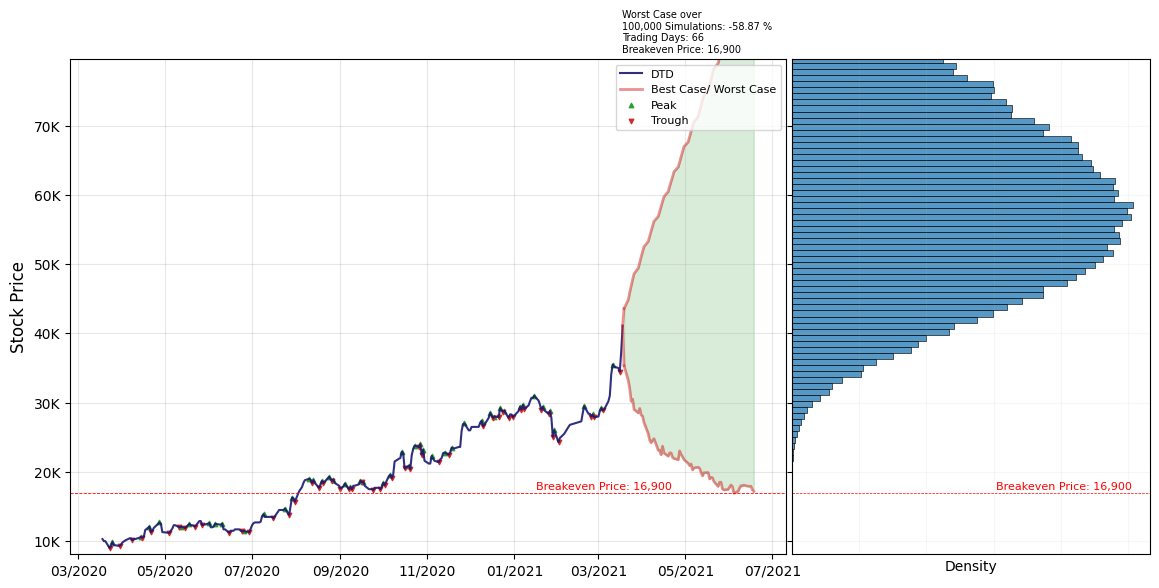 Worst Case over
100,000 Simulations: -58.87 %
Trading Days: 66
Breakeven Price: 16,900
DTD
Best Case/ Worst Case
Peak
Trough
Stock Price
70K
60K
50K
40K
30K
20K
10K
Breakeven Price: 16,900
Breakeven Price: 16,900
03/2020 05/2020 07/2020 09/2020 11/2020 01/2021 03/2021 05/2021 07/2021
Density